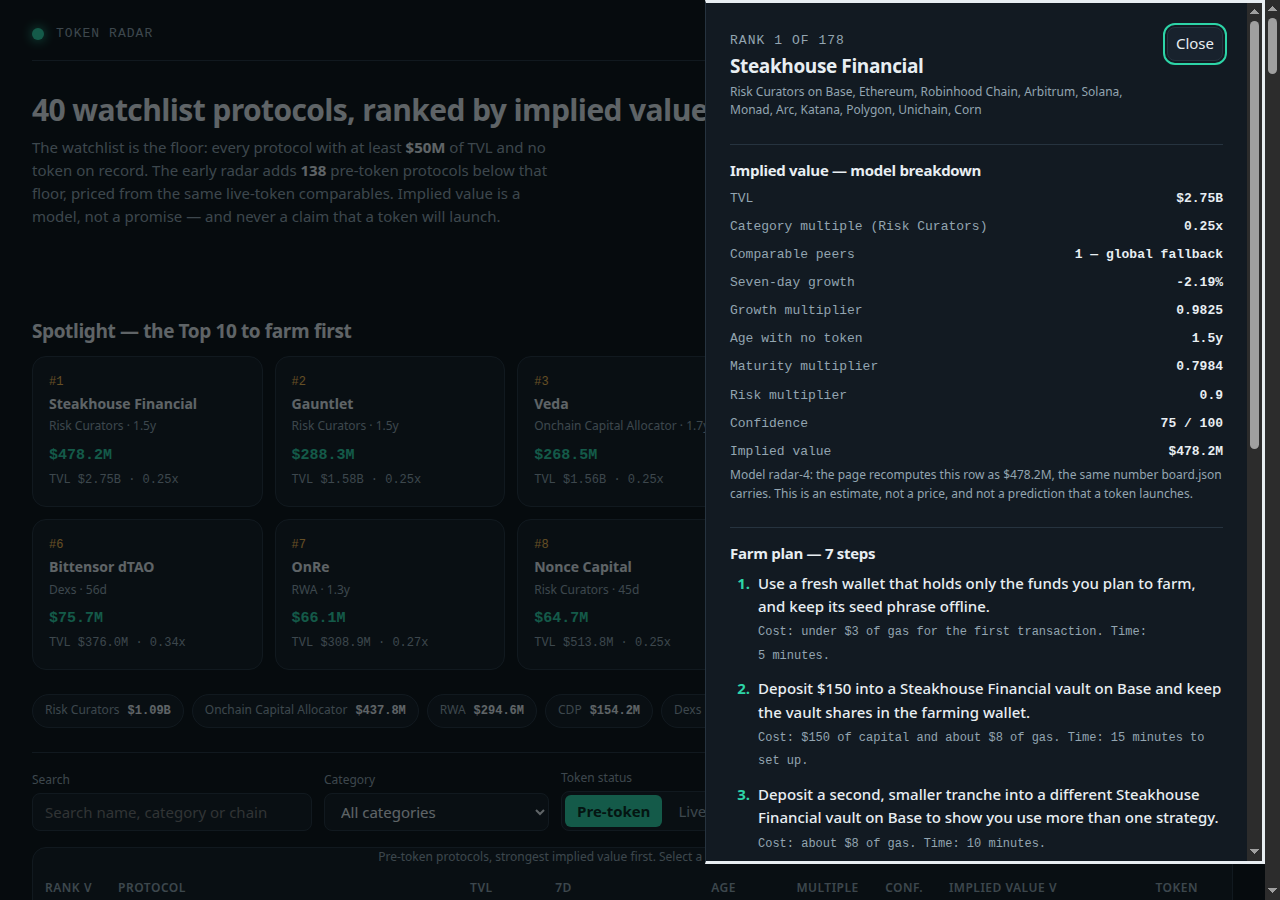 TOKEN RADAR
40 watchlist protocols, ranked by implied value
The watchlist is the floor: every protocol with at least $50M of TVL and no
token on record. The early radar adds 138 pre-token protocols below that
floor, priced from the same live-token comparables. Implied value is a
model, not a promise — and never a claim that a token will launch.
Spotlight — the Top 10 to farm first
#1
Steakhouse Financial
Risk Curators · 1.5y
$478.2M
TVL $2.75B · 0.25x
#2
Gauntlet
Risk Curators · 1.5y
$288.3M
TVL $1.58B · 0.25x
#3
Veda
Onchain Capital Allocator · 1.7y
$268.5M
TVL $1.56B · 0.25x
#6
Bittensor dTAO
Dexs · 56d
$75.7M
TVL $376.0M · 0.34x
#7
OnRe
RWA · 1.3y
$66.1M
TVL $308.9M · 0.27x
#8
Nonce Capital
Risk Curators · 45d
$64.7M
TVL $513.8M · 0.25x
Risk Curators $1.09B
Onchain Capital Allocator $437.8M
RWA $294.6M
CDP $154.2M
Dexs
Search
Search name, category or chain
Category
All categories
Token status
Pre-token
Live
Pre-token protocols, strongest implied value first. Select a
RANK V PROTOCOL TVL 7D AGE MULTIPLE CONF. IMPLIED VALUE V TOKEN
RANK 1 OF 178
Close
Steakhouse Financial
Risk Curators on Base, Ethereum, Robinhood Chain, Arbitrum, Solana,
Monad, Arc, Katana, Polygon, Unichain, Corn
Implied value — model breakdown
TVL $2.75B
Category multiple (Risk Curators) 0.25x
Comparable peers 1 — global fallback
Seven-day growth -2.19%
Growth multiplier 0.9825
Age with no token 1.5y
Maturity multiplier 0.7984
Risk multiplier 0.9
Confidence 75 / 100
Implied value $478.2M
Model radar-4: the page recomputes this row as $478.2M, the same number board.json
carries. This is an estimate, not a price, and not a prediction that a token launches.
Farm plan — 7 steps
1. Use a fresh wallet that holds only the funds you plan to farm,
and keep its seed phrase offline.
Cost: under $3 of gas for the first transaction. Time:
5 minutes.
2. Deposit $150 into a Steakhouse Financial vault on Base and keep
the vault shares in the farming wallet.
Cost: $150 of capital and about $8 of gas. Time: 15 minutes to
set up.
3. Deposit a second, smaller tranche into a different Steakhouse
Financial vault on Base to show you use more than one strategy.
Cost: about $8 of gas. Time: 10 minutes.